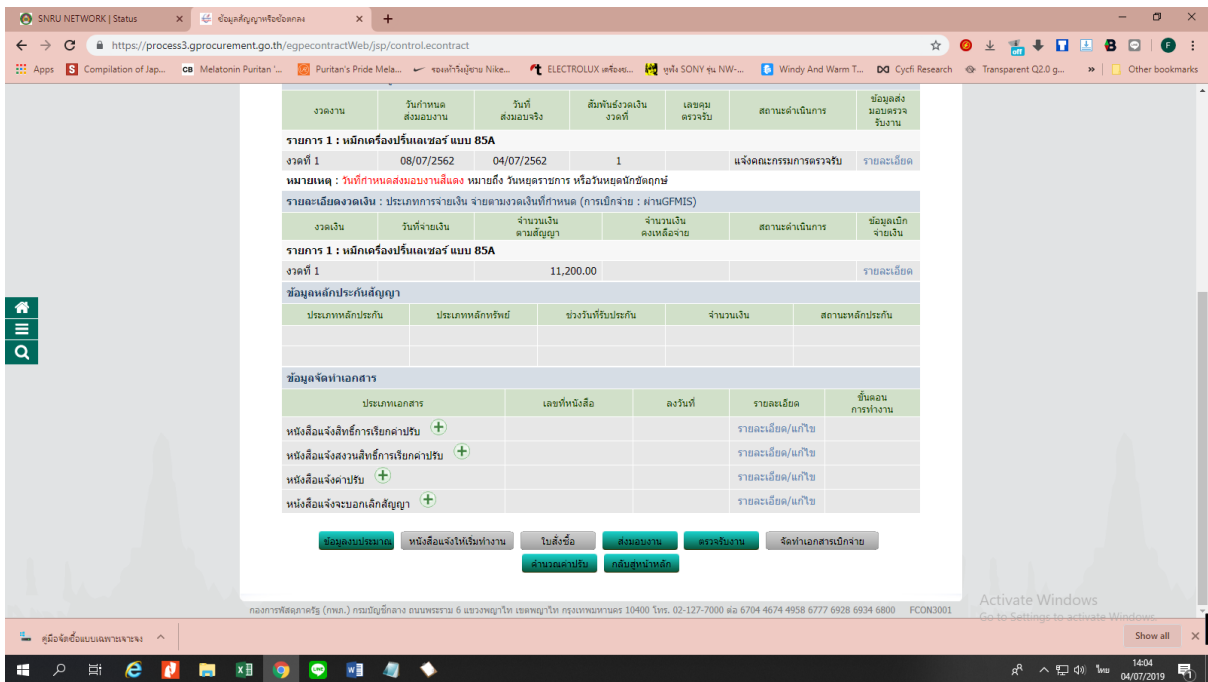 SNRU NETWORK | Status
ข้อมูลสัญญาหรือข้อตกลง
https://process3.gprocurement.go.th/egpecontractWeb/jsp/control.econtract
Apps Compilation of Jap... Melatonin Puritan '... Puritan's Pride Mela... รองเท้าวิ่งผู้ชาย Nike... ELECTROLUX เครื่องซ... หูฟัง SONY รุ่น NW-... Windy And Warm T... Cycfi Research Transparent Q2.0 g... » Other bookmarks
งวดงาน วันกำหนดส่งมอบงาน วันที่ส่งมอบจริง สัมพันธ์งวดเงินงวดที่ เลขคุมตรวจรับ สถานะดำเนินการ ข้อมูลส่งมอบตรวจรับงาน
รายการ 1 : หมึกเครื่องปริ้นเลเซอร์ แบบ 85A
งวดที่ 1 08/07/2562 04/07/2562 1 แจ้งคณะกรรมการตรวจรับ รายละเอียด
หมายเหตุ : วันที่กำหนดส่งมอบงานสีแดง หมายถึง วันหยุดราชการ หรือวันหยุดนักขัตฤกษ์
รายละเอียดงวดเงิน : ประเภทการจ่ายเงิน จ่ายตามงวดเงินที่กำหนด (การเบิกจ่าย : ผ่านGFMIS)
งวดเงิน วันที่จ่ายเงิน จำนวนเงินตามสัญญา จำนวนเงินคงเหลือจ่าย สถานะดำเนินการ ข้อมูลเบิกจ่ายเงิน
รายการ 1 : หมึกเครื่องปริ้นเลเซอร์ แบบ 85A
งวดที่ 1 11,200.00 รายละเอียด
ข้อมูลหลักประกันสัญญา
ประเภทหลักประกัน ประเภทหลักทรัพย์ ช่วงวันที่รับประกัน จำนวนเงิน สถานะหลักประกัน
ข้อมูลจัดทำเอกสาร
ประเภทเอกสาร เลขที่หนังสือ ลงวันที่ รายละเอียด ขั้นตอนการทำงาน
หนังสือแจ้งสิทธิ์การเรียกค่าปรับ รายละเอียด/แก้ไข
หนังสือแจ้งสงวนสิทธิ์การเรียกค่าปรับ รายละเอียด/แก้ไข
หนังสือแจ้งค่าปรับ รายละเอียด/แก้ไข
หนังสือแจ้งจะบอกเลิกสัญญา รายละเอียด/แก้ไข
ข้อมูลงบประมาณ หนังสือแจ้งให้เริ่มทำงาน ใบสั่งซื้อ ส่งมอบงาน ตรวจรับงาน จัดทำเอกสารเบิกจ่าย
คำนวณค่าปรับ กลับสู่หน้าหลัก
Activate Windows
Go to Settings to activate Windows.
กองการพัสดุภาครัฐ (กพภ.) กรมบัญชีกลาง ถนนพระราม 6 แขวงพญาไท เขตพญาไท กรุงเทพมหานคร 10400 โทร. 02-127-7000 ต่อ 6704 4674 4958 6777 6928 6934 6800 FCON3001
คู่มือจัดซื้อแบบเฉพาะเจาะจง Show all
ไทย 14:04
04/07/2019